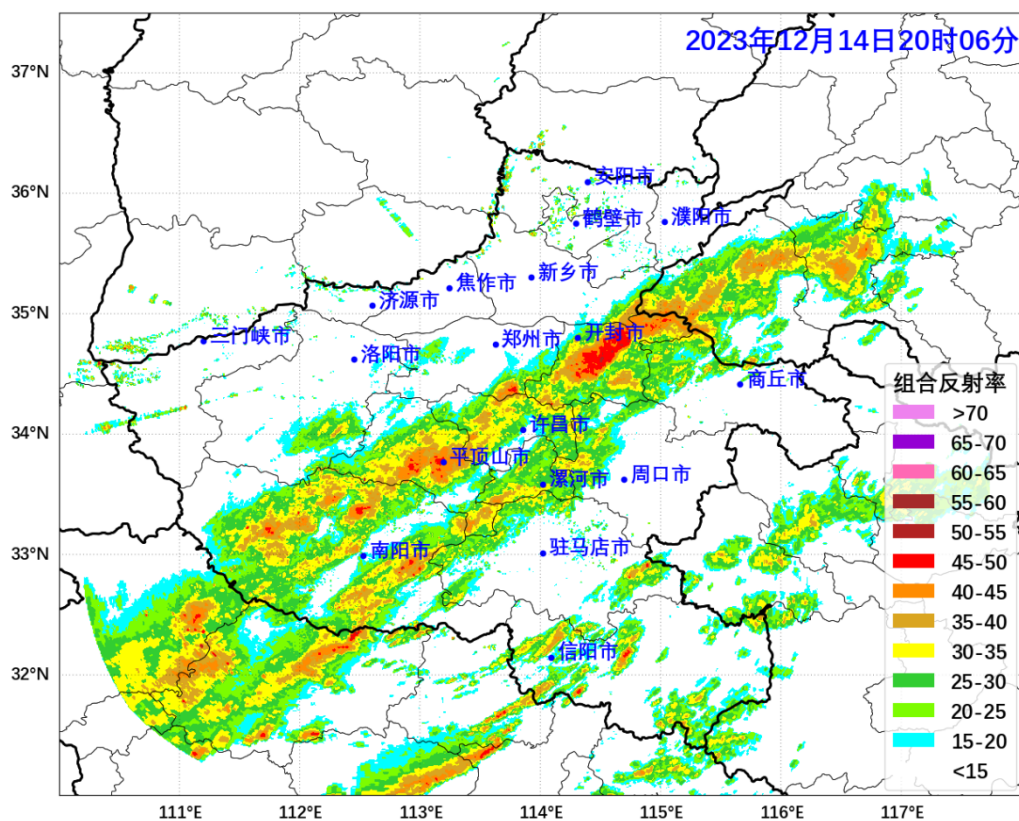 2023年12月14日20时06分
37°N
36°N
安阳市
鹤壁市
濮阳市
新乡市
焦作市
济源市
35°N
三门峡市
郑州市
开封市
洛阳市
商丘市
组合反射率
>70
65-70
60-65
55-60
50-55
45-50
40-45
35-40
30-35
25-30
20-25
15-20
<15
34°N
许昌市
平顶山市
漯河市
周口市
33°N
南阳市
驻马店市
32°N
信阳市
111°E
112°E
113°E
114°E
115°E
116°E
117°E